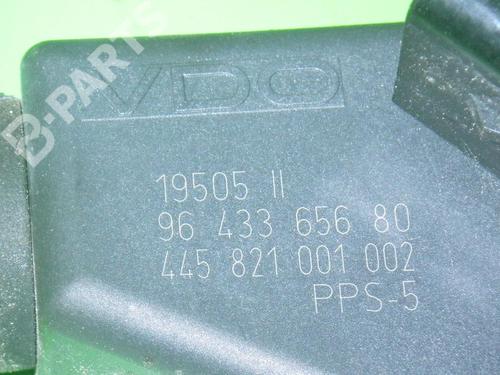 VDO
B-PARTS
19505 II
96 433 656 80
445 821 001 002
PPS-5